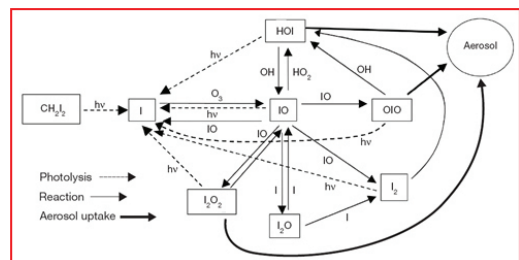 HOI
Aerosol
hν
OH
HO₂
OH
CH₂I₂
hν
I
O₃
IO
IO
OIO
hν
IO
IO
hν
IO
hν
Photolysis
hν
I
I
I₂
Reaction
I₂O₂
I
Aerosol uptake
I₂O